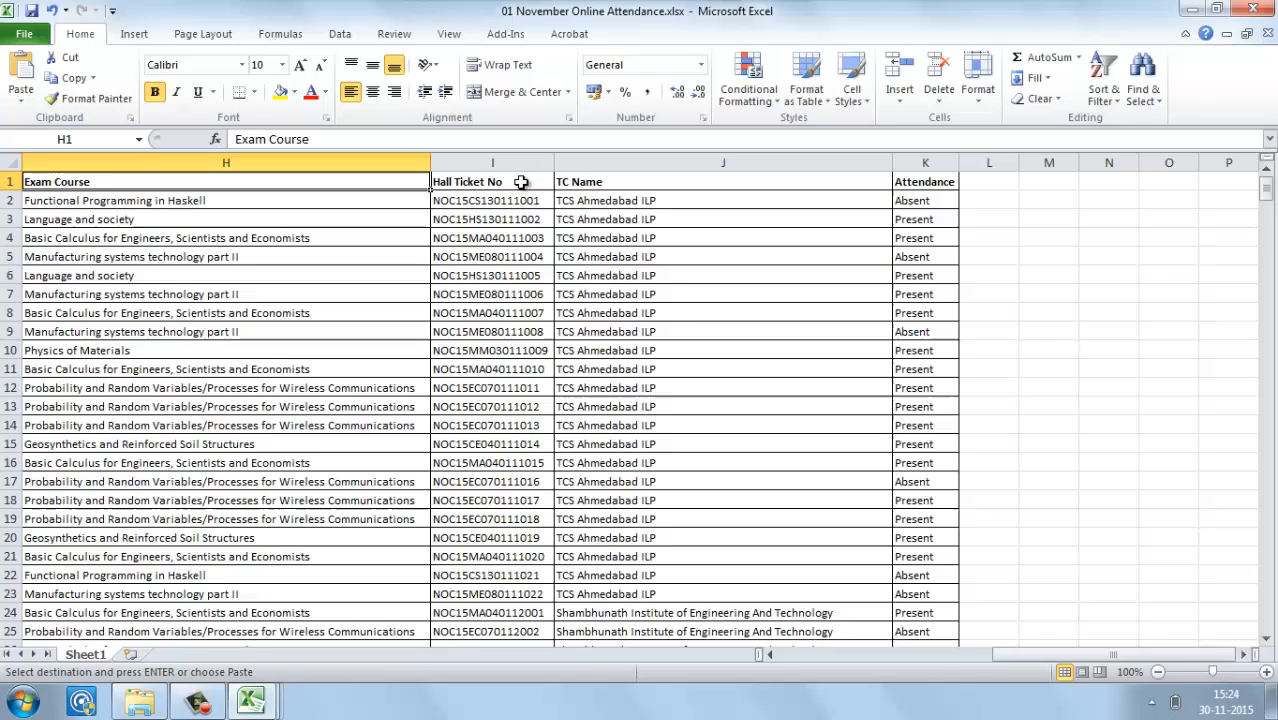 01 November Online Attendance.xlsx - Microsoft Excel
File Home Insert Page Layout Formulas Data Review View Add-Ins Acrobat
Paste Cut Copy Format Painter Clipboard
Calibri 10 B I U A Font
Wrap Text Merge & Center Alignment
General % , Number
Conditional Formatting Format as Table Cell Styles Styles
Insert Delete Format Cells
Σ AutoSum Fill Clear Sort & Filter Find & Select Editing
H1 fx Exam Course
H I J K L M N O P
1 Exam Course Hall Ticket No TC Name Attendance
2 Functional Programming in Haskell NOC15CS130111001 TCS Ahmedabad ILP Absent
3 Language and society NOC15HS130111002 TCS Ahmedabad ILP Present
4 Basic Calculus for Engineers, Scientists and Economists NOC15MA040111003 TCS Ahmedabad ILP Present
5 Manufacturing systems technology part II NOC15ME080111004 TCS Ahmedabad ILP Absent
6 Language and society NOC15HS130111005 TCS Ahmedabad ILP Present
7 Manufacturing systems technology part II NOC15ME080111006 TCS Ahmedabad ILP Present
8 Basic Calculus for Engineers, Scientists and Economists NOC15MA040111007 TCS Ahmedabad ILP Present
9 Manufacturing systems technology part II NOC15ME080111008 TCS Ahmedabad ILP Absent
10 Physics of Materials NOC15MM030111009 TCS Ahmedabad ILP Present
11 Basic Calculus for Engineers, Scientists and Economists NOC15MA040111010 TCS Ahmedabad ILP Present
12 Probability and Random Variables/Processes for Wireless Communications NOC15EC070111011 TCS Ahmedabad ILP Present
13 Probability and Random Variables/Processes for Wireless Communications NOC15EC070111012 TCS Ahmedabad ILP Present
14 Probability and Random Variables/Processes for Wireless Communications NOC15EC070111013 TCS Ahmedabad ILP Present
15 Geosynthetics and Reinforced Soil Structures NOC15CE040111014 TCS Ahmedabad ILP Present
16 Basic Calculus for Engineers, Scientists and Economists NOC15MA040111015 TCS Ahmedabad ILP Present
17 Probability and Random Variables/Processes for Wireless Communications NOC15EC070111016 TCS Ahmedabad ILP Absent
18 Probability and Random Variables/Processes for Wireless Communications NOC15EC070111017 TCS Ahmedabad ILP Present
19 Probability and Random Variables/Processes for Wireless Communications NOC15EC070111018 TCS Ahmedabad ILP Present
20 Geosynthetics and Reinforced Soil Structures NOC15CE040111019 TCS Ahmedabad ILP Present
21 Basic Calculus for Engineers, Scientists and Economists NOC15MA040111020 TCS Ahmedabad ILP Present
22 Functional Programming in Haskell NOC15CS130111021 TCS Ahmedabad ILP Absent
23 Manufacturing systems technology part II NOC15ME080111022 TCS Ahmedabad ILP Present
24 Basic Calculus for Engineers, Scientists and Economists NOC15MA040112001 Shambhunath Institute of Engineering And Technology Present
25 Probability and Random Variables/Processes for Wireless Communications NOC15EC070112002 Shambhunath Institute of Engineering And Technology Absent
Sheet1
Select destination and press ENTER or choose Paste 100%
15:24
30-11-2015